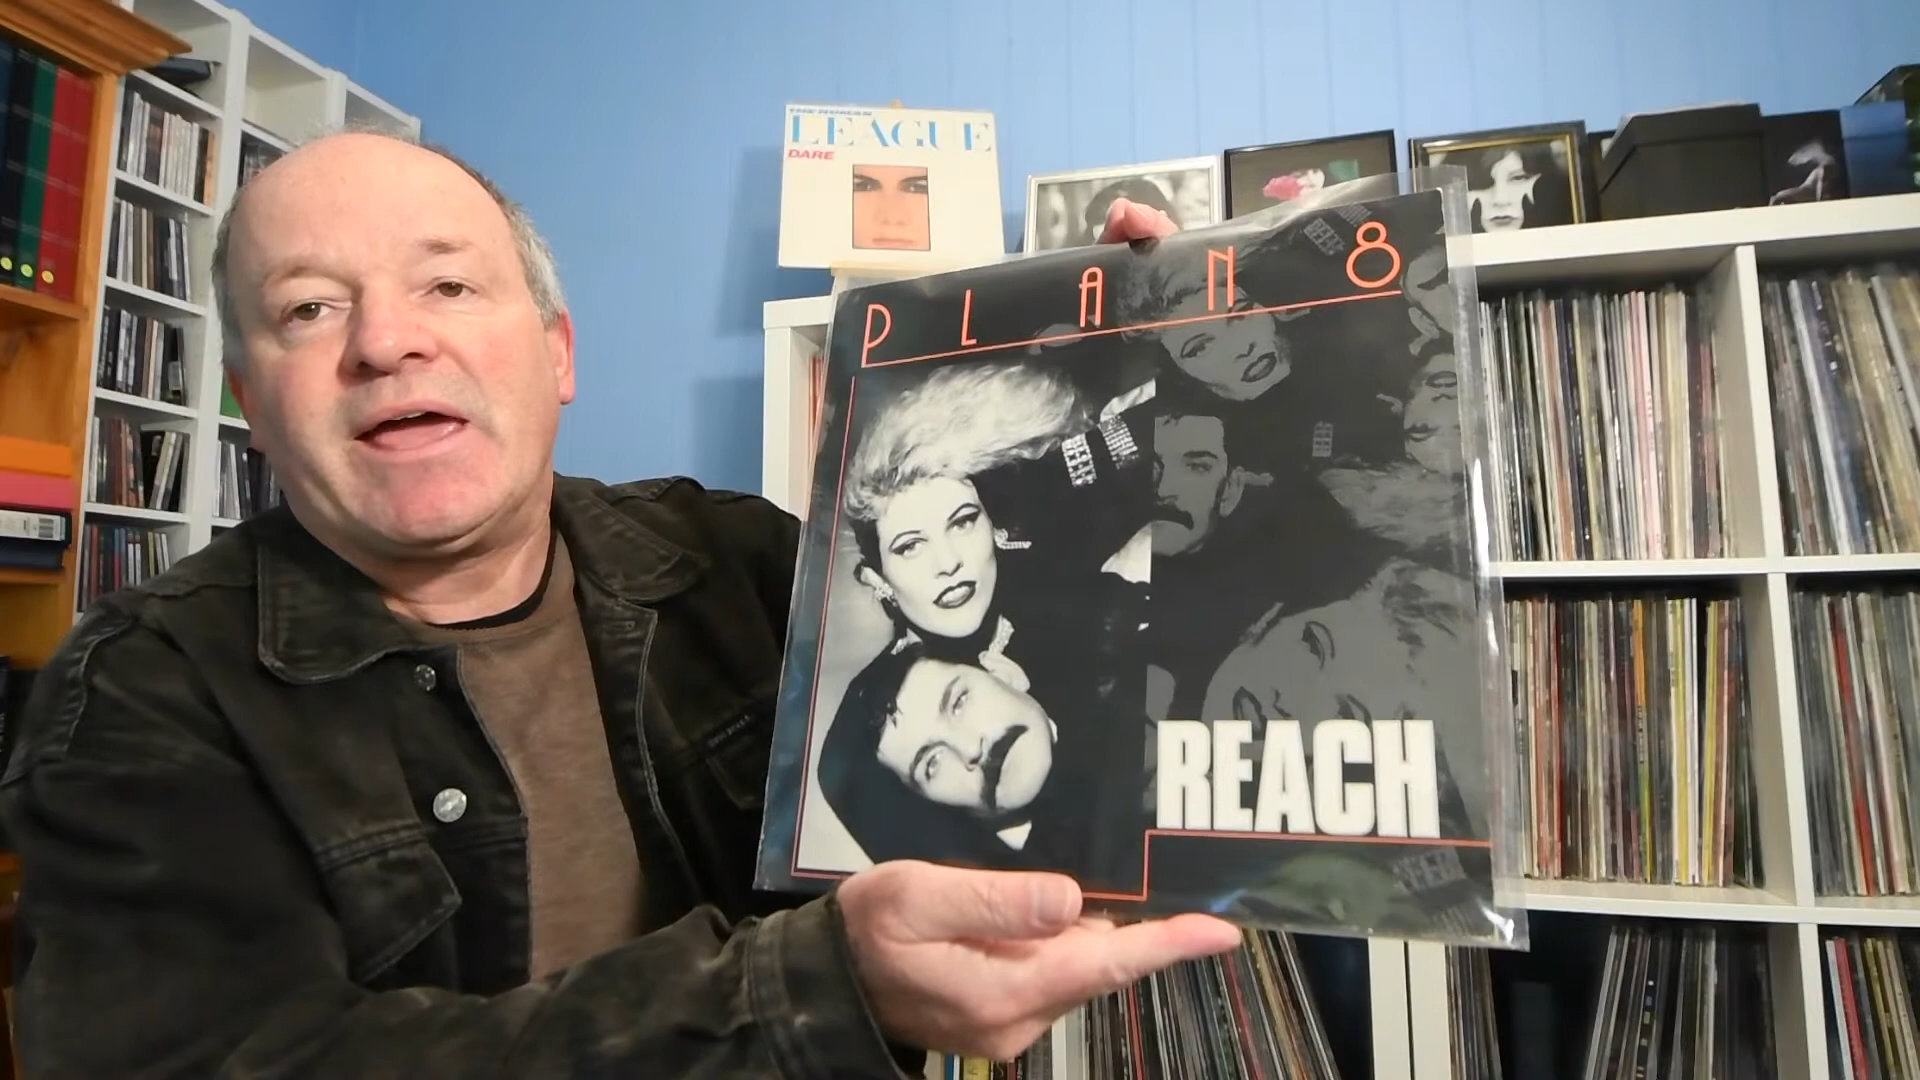 THE HUMAN
LEAGUE
DARE
PLAN 8
REACH